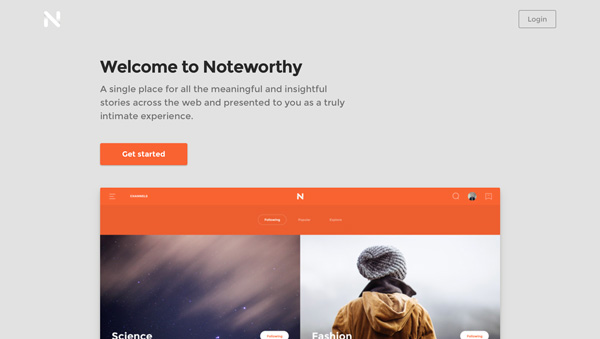 Login
Welcome to Noteworthy
A single place for all the meaningful and insightful
stories across the web and presented to you as a truly
intimate experience.
Get started
CHANNELS
N
Following
Popular
Explore
Science
Following
Fashion
Following